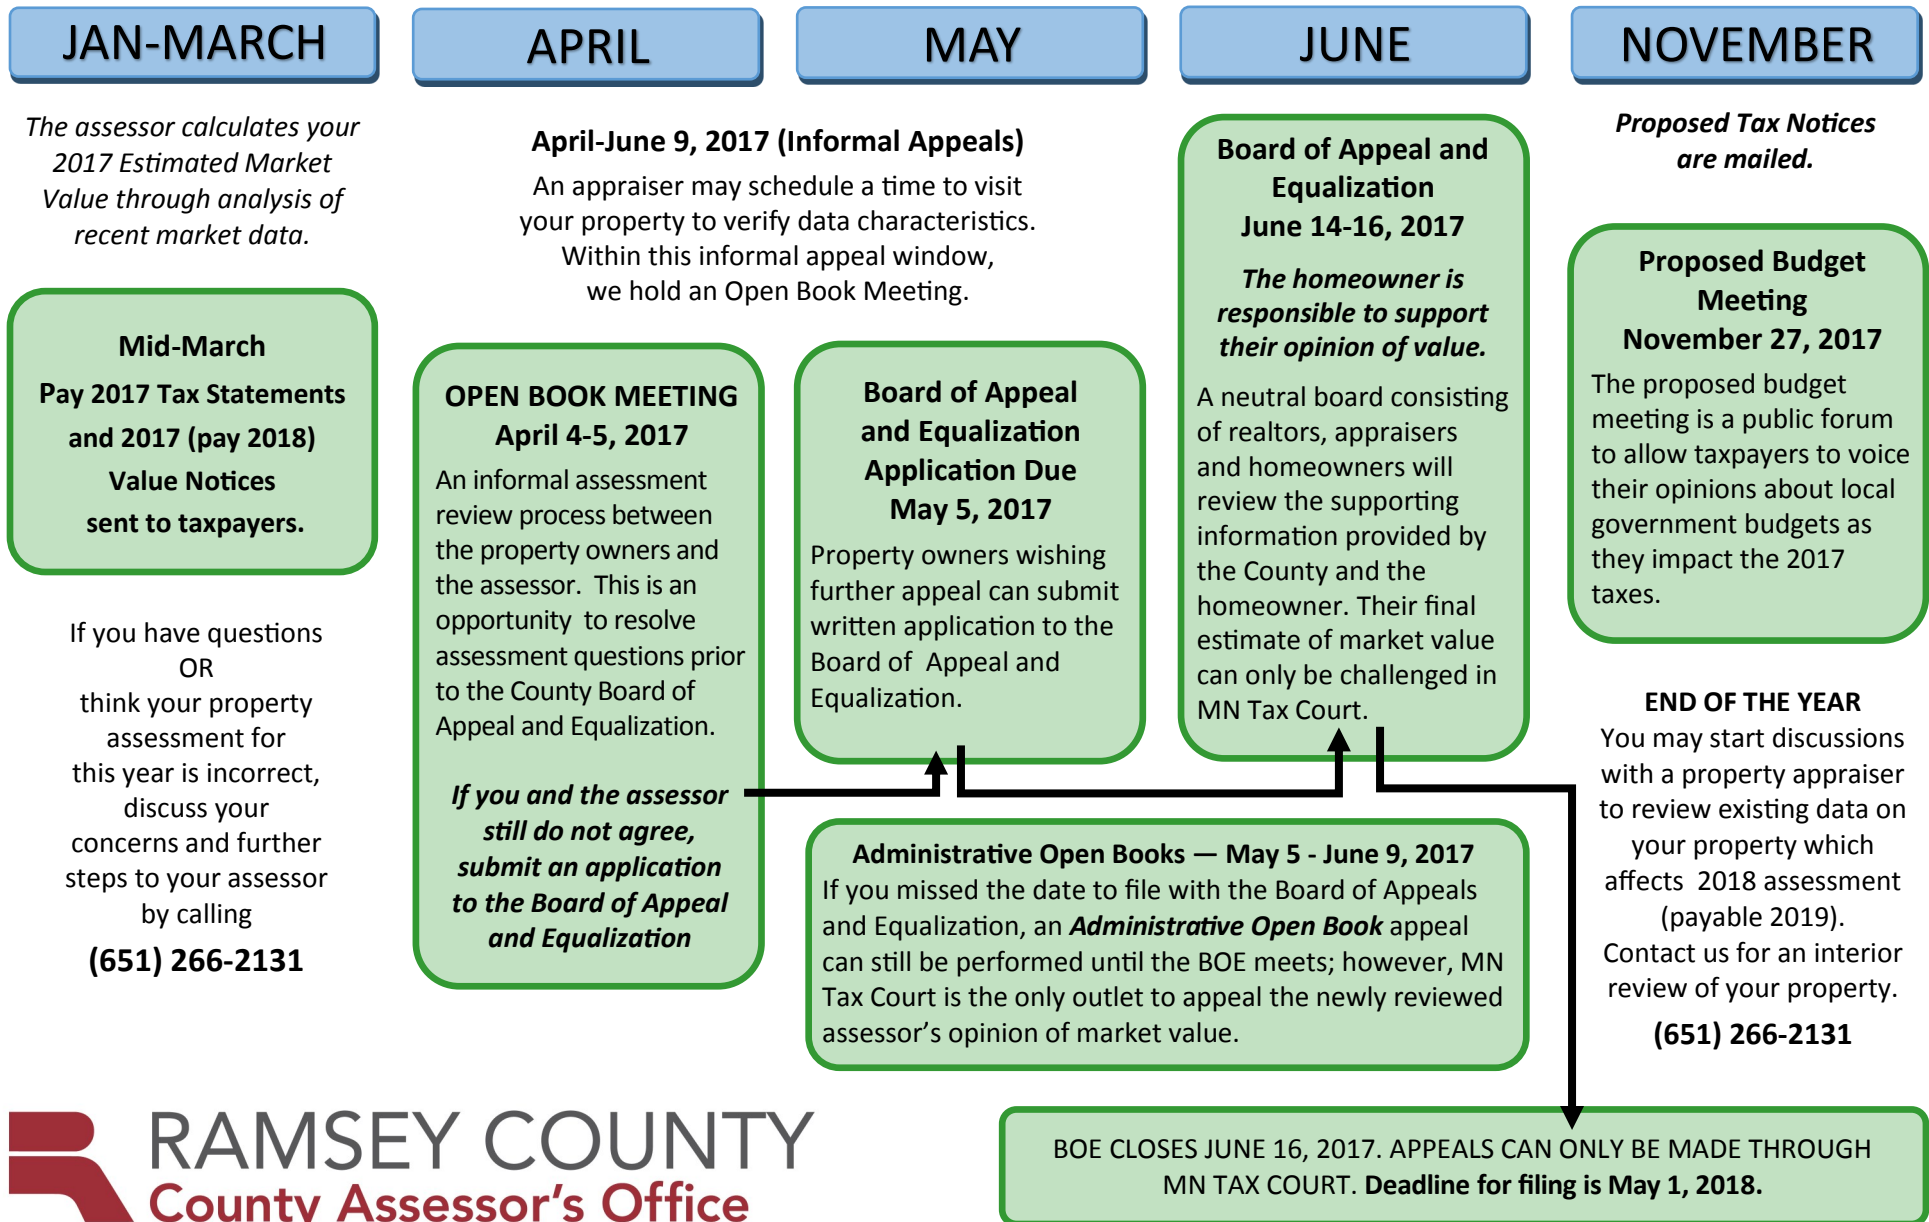 JAN-MARCH
The assessor calculates your
2017 Estimated Market
Value through analysis of
recent market data.
Mid-March
Pay 2017 Tax Statements
and 2017 (pay 2018)
Value Notices
sent to taxpayers.
If you have questions
OR
think your property
assessment for
this year is incorrect,
discuss your
concerns and further
steps to your assessor
by calling
(651) 266-2131
APRIL
MAY
April-June 9, 2017 (Informal Appeals)
An appraiser may schedule a time to visit
your property to verify data characteristics.
Within this informal appeal window,
we hold an Open Book Meeting.
OPEN BOOK MEETING
April 4-5, 2017
An informal assessment
review process between
the property owners and
the assessor. This is an
opportunity to resolve
assessment questions prior
to the County Board of
Appeal and Equalization.
If you and the assessor
still do not agree,
submit an application
to the Board of Appeal
and Equalization
Board of Appeal
and Equalization
Application Due
May 5, 2017
Property owners wishing
further appeal can submit
written application to the
Board of Appeal and
Equalization.
JUNE
Board of Appeal and
Equalization
June 14-16, 2017
The homeowner is
responsible to support
their opinion of value.
A neutral board consisting
of realtors, appraisers
and homeowners will
review the supporting
information provided by
the County and the
homeowner. Their final
estimate of market value
can only be challenged in
MN Tax Court.
Administrative Open Books — May 5 - June 9, 2017
If you missed the date to file with the Board of Appeals
and Equalization, an Administrative Open Book appeal
can still be performed until the BOE meets; however, MN
Tax Court is the only outlet to appeal the newly reviewed
assessor's opinion of market value.
NOVEMBER
Proposed Tax Notices
are mailed.
Proposed Budget
Meeting
November 27, 2017
The proposed budget
meeting is a public forum
to allow taxpayers to voice
their opinions about local
government budgets as
they impact the 2017
taxes.
END OF THE YEAR
You may start discussions
with a property appraiser
to review existing data on
your property which
affects 2018 assessment
(payable 2019).
Contact us for an interior
review of your property.
(651) 266-2131
RAMSEY COUNTY
County Assessor's Office
BOE CLOSES JUNE 16, 2017. APPEALS CAN ONLY BE MADE THROUGH
MN TAX COURT. Deadline for filing is May 1, 2018.